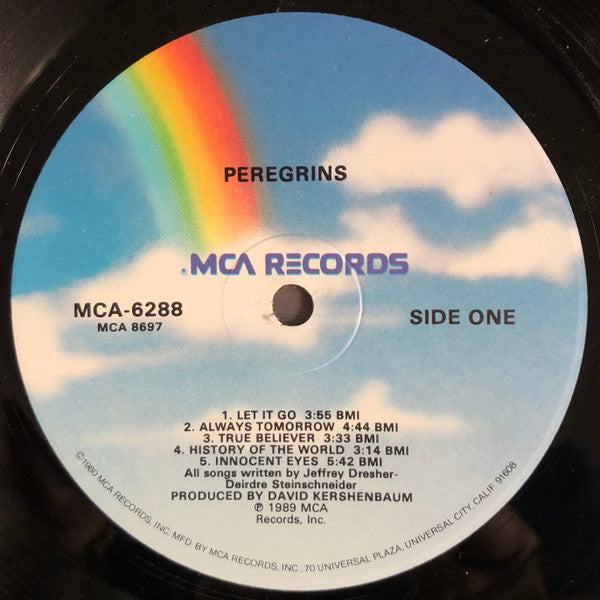 PEREGRINS
®MCA RECORDS
MCA-6288
MCA 8697
SIDE ONE
1. LET IT GO 3:55 BMI
2. ALWAYS TOMORROW 4:44 BMI
3. TRUE BELIEVER 3:33 BMI
4. HISTORY OF THE WORLD 3:14 BMI
5. INNOCENT EYES 5:42 BMI
All songs written by Jeffrey Dresher-
Deirdre Steinschneider
PRODUCED BY DAVID KERSHENBAUM
℗ 1989 MCA
Records, Inc.
©1980 MCA RECORDS, INC. MFD. BY MCA RECORDS, INC., 70 UNIVERSAL PLAZA, UNIVERSAL CITY, CALIF. 91608